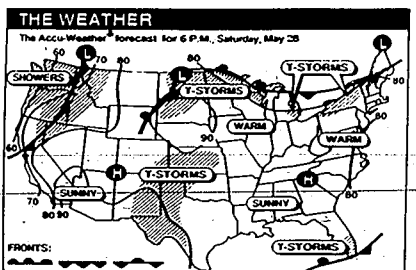 THE WEATHER
The Accu-Weather forecast for 6 P.M., Saturday, May 28
60
70
80
80
SHOWERS
L
L
L
T-STORMS
T-STORMS
90
WARM
WARM
80
60
H
T-STORMS
H
SUNNY
SUNNY
70
80 90
80
T-STORMS
FRONTS: